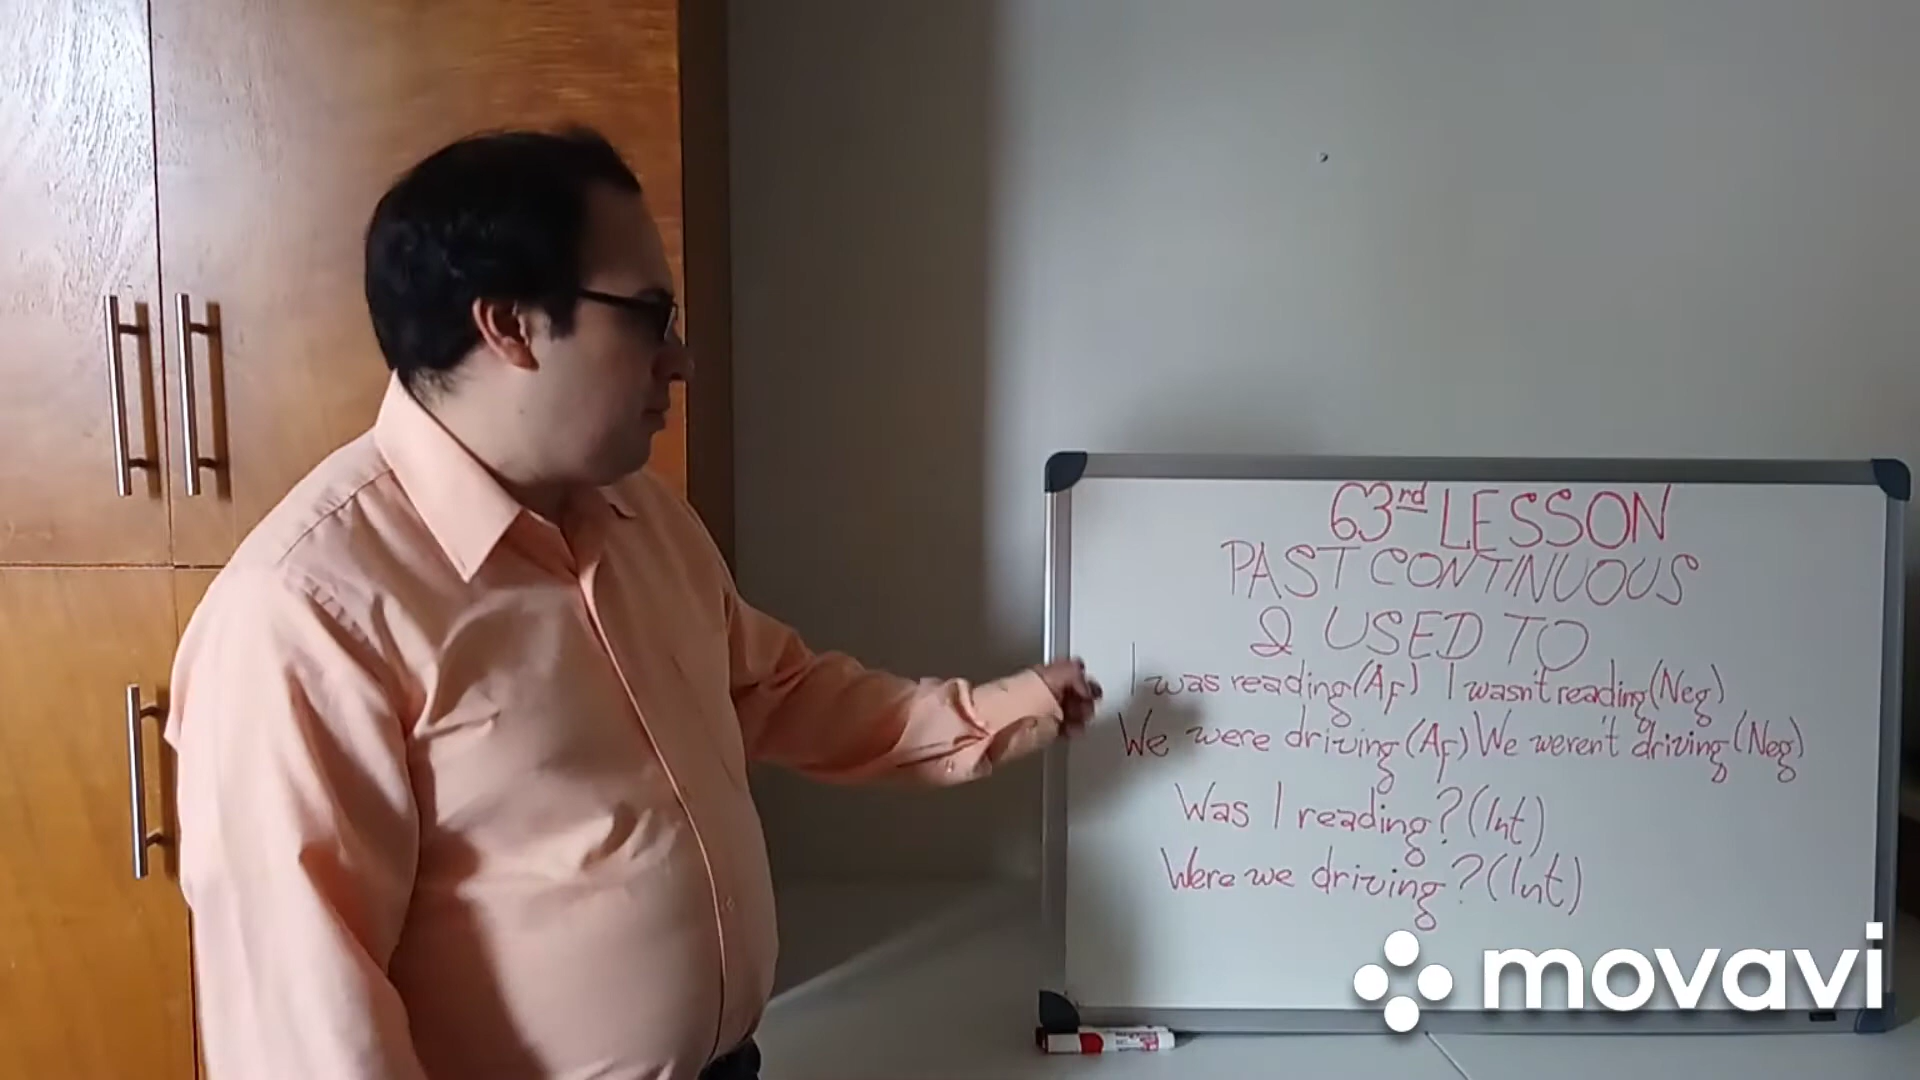 63rd LESSON
PAST CONTINUOUS
& USED TO
I was reading (Af) I wasn't reading (Neg)
We were driving (Af) We weren't driving (Neg)
Was I reading? (Int)
Were we driving? (Int)
movavi